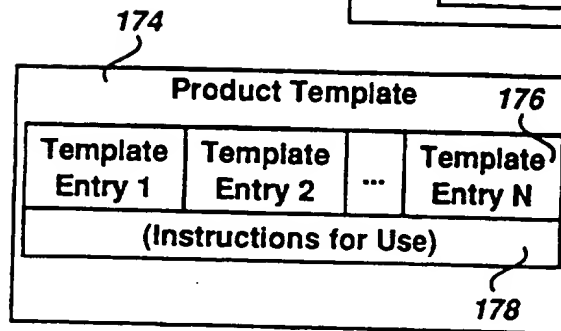 174
Product Template
176
Template Entry 1
Template Entry 2
...
Template Entry N
(Instructions for Use)
178